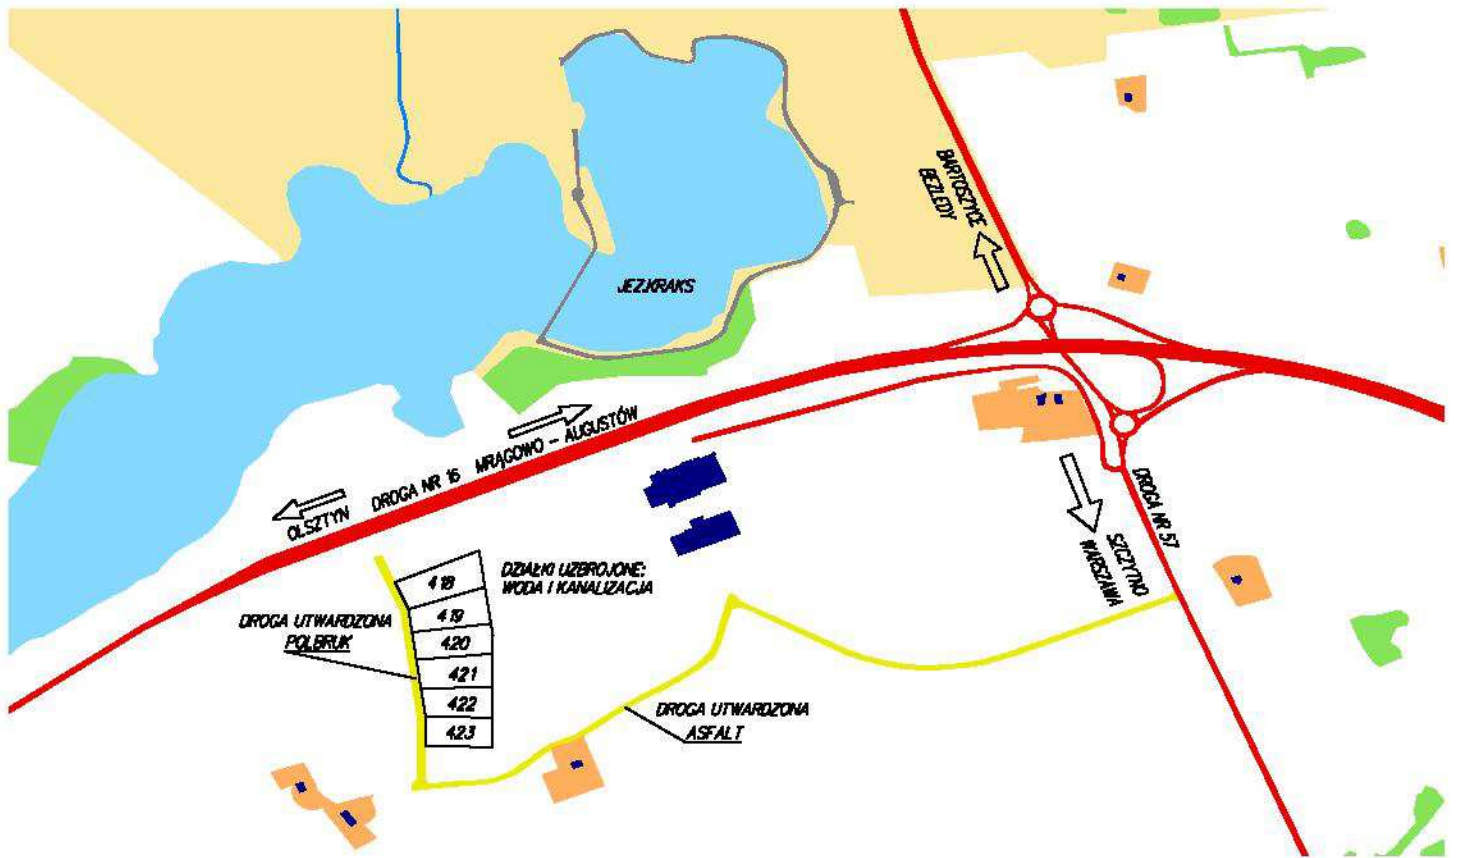 BARTOSZYCE
BEZLEDY
JEZ.KRAKS
OLSZTYN
DROGA NR 16
MRĄGOWO - AUGUSTÓW
DROGA NR 57
SZCZYTNO
WARSZAWA
DZIAŁKI UZBROJONE:
WODA I KANALIZACJA
418
419
420
421
422
423
DROGA UTWARDZONA
POLBRUK
DROGA UTWARDZONA
ASFALT